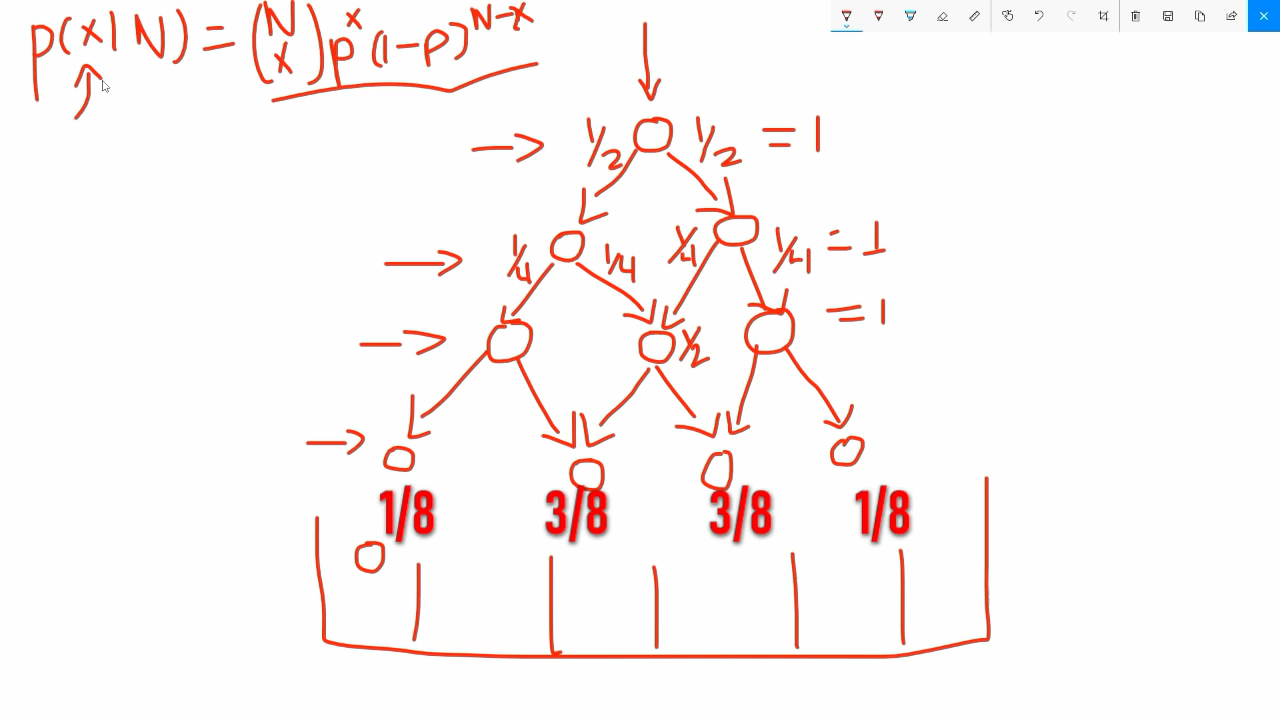 p(x|N) = (N x) p^x (1-p)^N-x
1/2 1/2 = 1
1/4 1/4 1/4 1/4 = 1
1/2 = 1
1/8 3/8 3/8 1/8